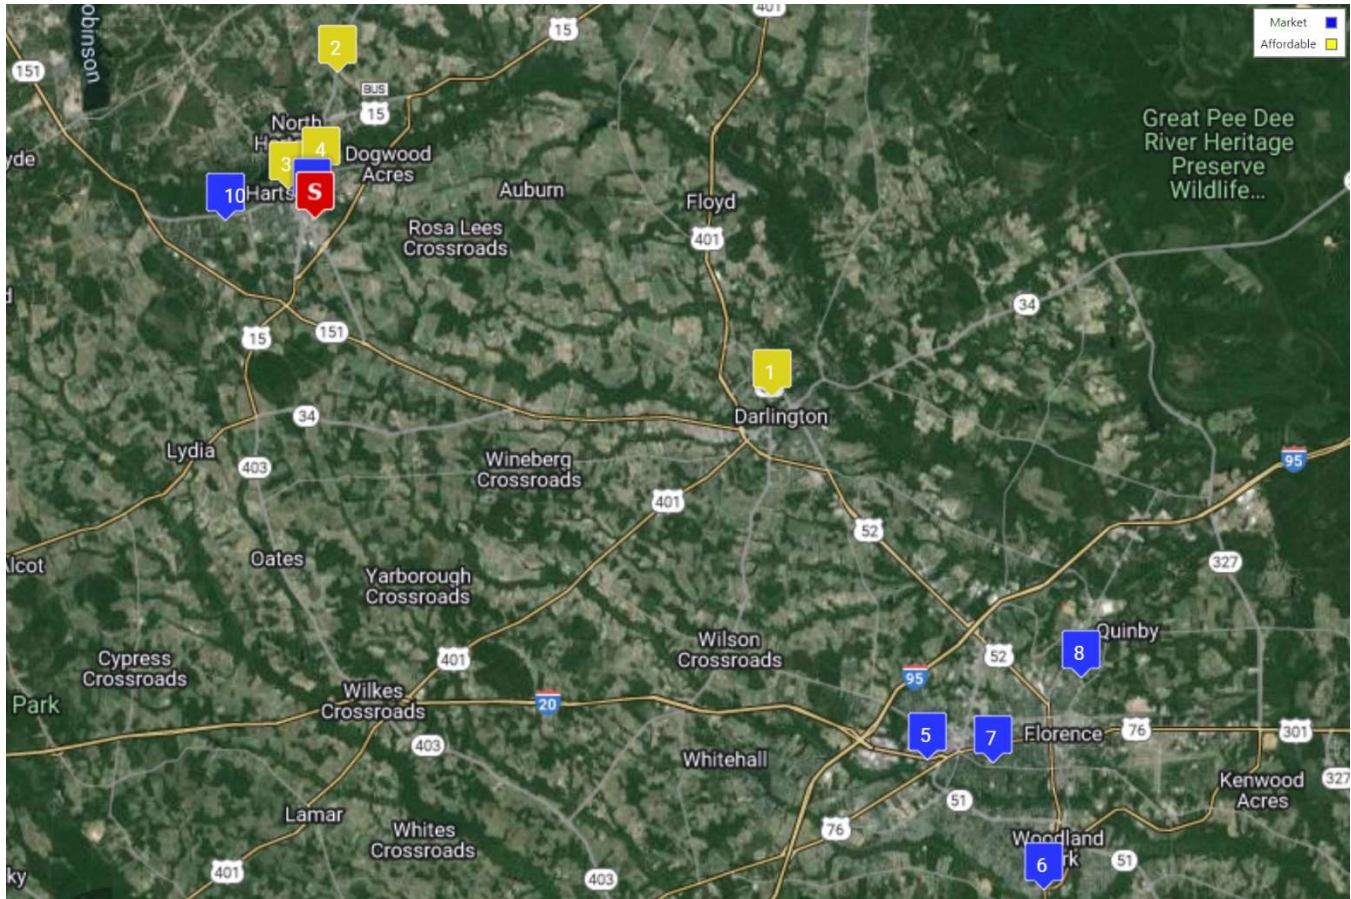 401
Market
Affordable
15
2
151
Robinson
BUS
15
Great Pee Dee
River Heritage
Preserve
Wildlife...
North
4
3
Dogwood
Acres
10
Harts
S
Auburn
Floyd
Rosa Lees
Crossroads
401
34
15
151
1
34
Darlington
Lydia
403
Wineberg
Crossroads
95
401
52
Oates
327
Yarborough
Crossroads
Quinby
Wilson
Crossroads
8
52
Cypress
Crossroads
401
95
Park
Wilkes
Crossroads
20
5
7
Florence
76
301
403
Whitehall
Kenwood
Acres
327
51
Lamar
76
Whites
Crossroads
Woodland
rk
6
51
401
403